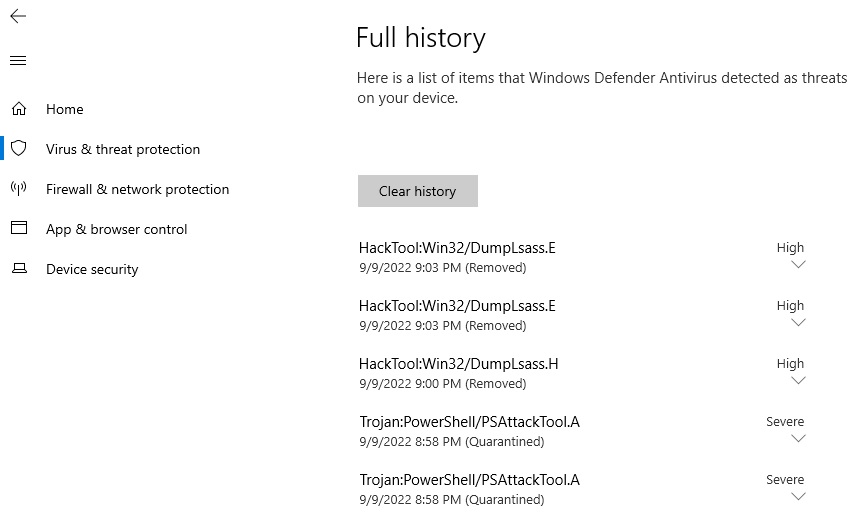 Full history
Here is a list of items that Windows Defender Antivirus detected as threats
on your device.
Home
Virus & threat protection
Firewall & network protection
App & browser control
Device security
Clear history
HackTool:Win32/DumpLsass.E
High
9/9/2022 9:03 PM (Removed)
HackTool:Win32/DumpLsass.E
High
9/9/2022 9:03 PM (Removed)
HackTool:Win32/DumpLsass.H
High
9/9/2022 9:00 PM (Removed)
Trojan:PowerShell/PSAttackTool.A
Severe
9/9/2022 8:58 PM (Quarantined)
Trojan:PowerShell/PSAttackTool.A
Severe
9/9/2022 8:58 PM (Quarantined)